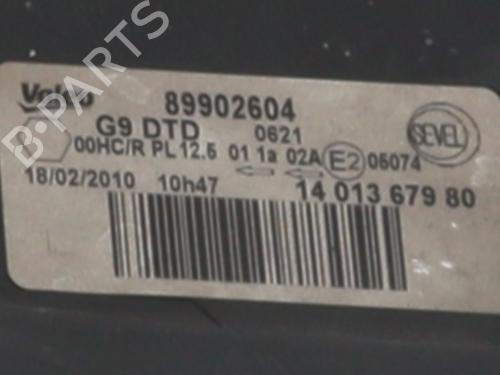 B-PARTS
Valeo 89902604
G9 DTD 0621 SEVEL
00HC/R PL 12.5 01 1a 02A E2 05074
18/02/2010 10h47 14 013 679 80